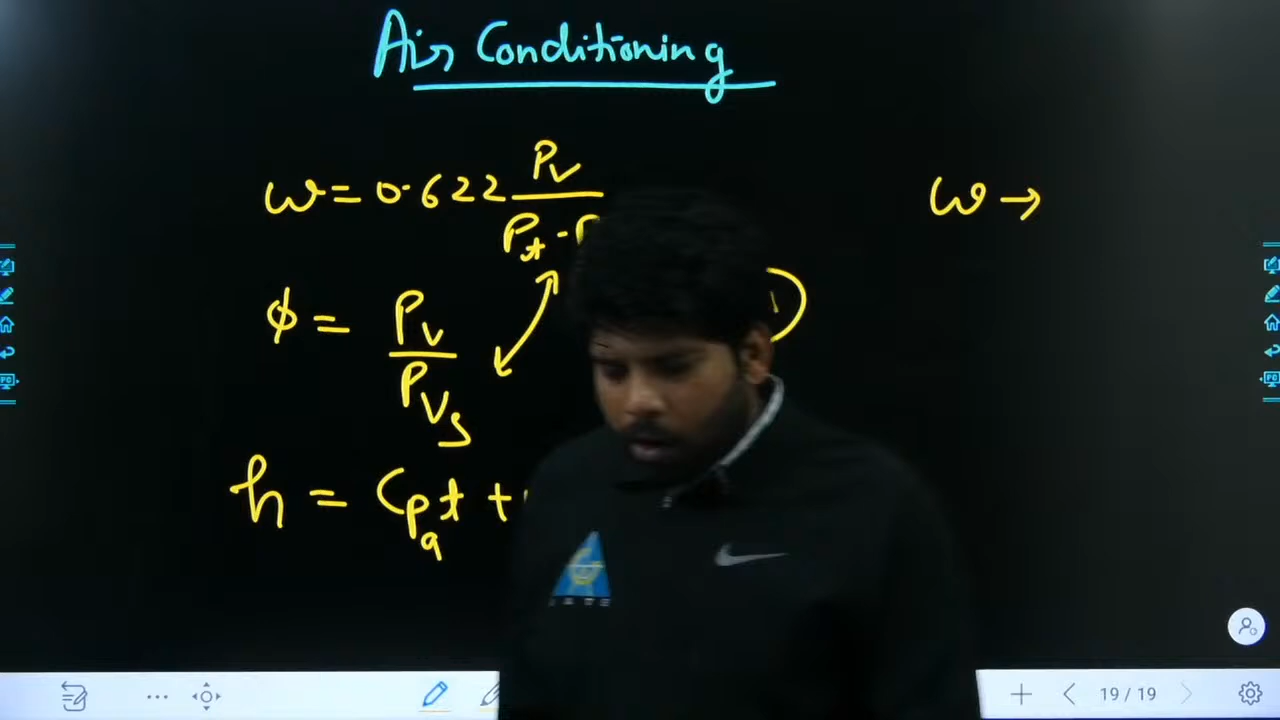 Air Conditioning
ω = 0.622 Pv / Pt - P
ω →
φ = Pv / Pvs
h = Cpa t +
19 / 19